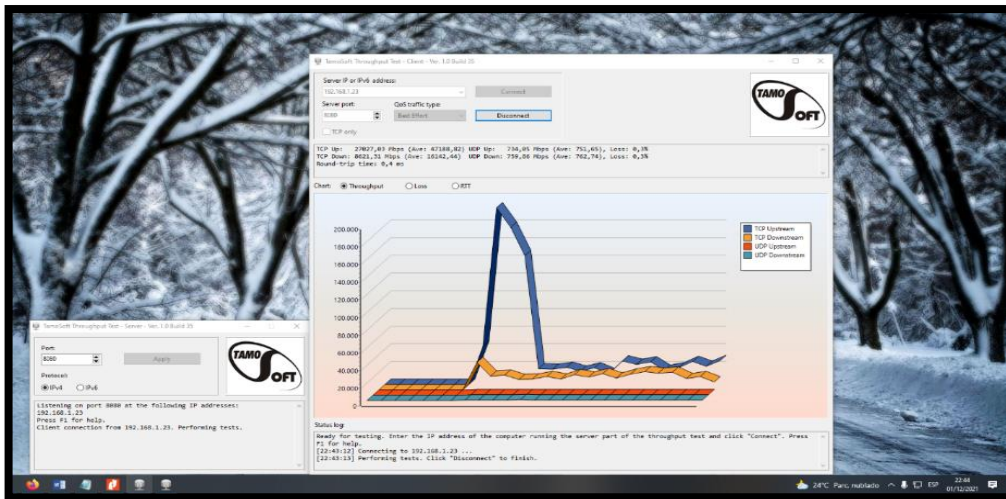 TamoSoft Throughput Test - Client - Ver. 1.0 Build 35
Server IP or IPv6 address:
192.168.1.23
Connect
Server port:
QoS traffic type:
8080
Best Effort
Disconnect
TCP only
TAMO
SOFT
TCP Up: 27027,03 Mbps (Ave: 47188,82) UDP Up: 734,05 Mbps (Ave: 751,65), Loss: 0,3%
TCP Down: 8621,31 Mbps (Ave: 16142,44) UDP Down: 759,06 Mbps (Ave: 762,74), Loss: 0,3%
Round-trip time: 0,4 ms
Chart:
Throughput
Loss
RTT
200.000
180.000
160.000
140.000
120.000
100.000
80.000
60.000
40.000
20.000
0
TCP Upstream
TCP Downstream
UDP Upstream
UDP Downstream
Status log:
Ready for testing. Enter the IP address of the computer running the server part of the throughput test and click "Connect". Press
F1 for help.
[22:43:12] Connecting to 192.168.1.23 ...
[22:43:13] Performing tests. Click "Disconnect" to finish.
TamoSoft Throughput Test - Server - Ver. 1.0 Build 35
Port:
8080
Apply
Protocol:
IPv4
IPv6
TAMO
SOFT
Listening on port 8080 at the following IP addresses:
192.168.1.23
Press F1 for help.
Client connection from 192.168.1.23. Performing tests.
24°C Parc. nublado
ESP
22:44
01/12/2021